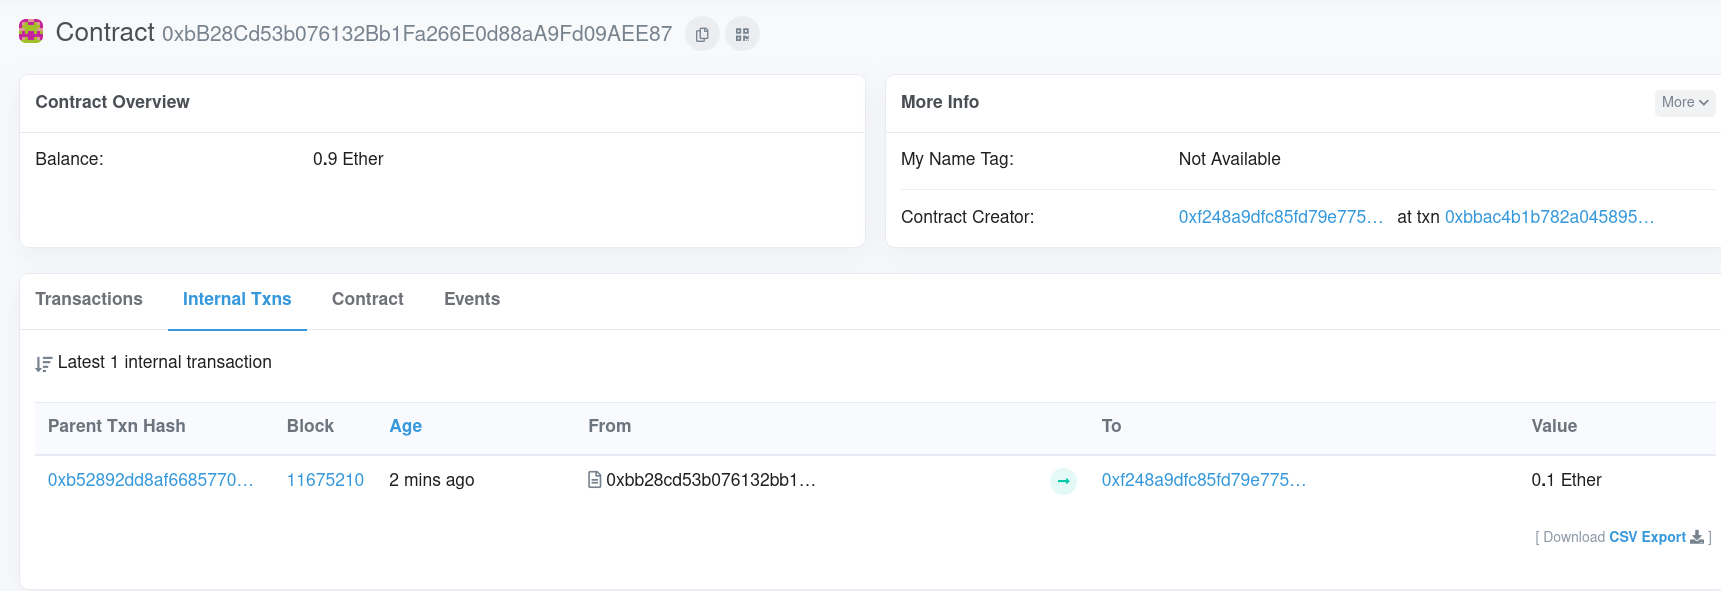 Contract 0xbB28Cd53b076132Bb1Fa266E0d88aA9Fd09AEE87
Contract Overview
Balance: 0.9 Ether
More Info More
My Name Tag: Not Available
Contract Creator: 0xf248a9dfc85fd79e775... at txn 0xbbac4b1b782a045895...
Transactions Internal Txns Contract Events
Latest 1 internal transaction
Parent Txn Hash Block Age From To Value
0xb52892dd8af6685770... 11675210 2 mins ago 0xbb28cd53b076132bb1... 0xf248a9dfc85fd79e775... 0.1 Ether
[ Download CSV Export ]